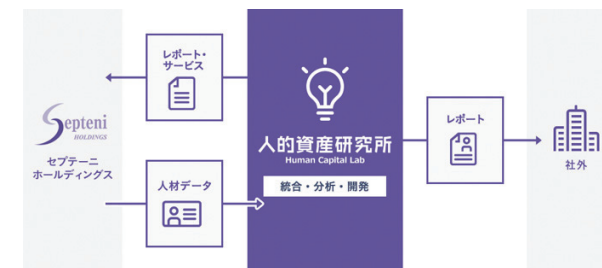 Septeni
HOLDINGS
セプテーニ
ホールディングス
レポート・
サービス
人材データ
人的資産研究所
Human Capital Lab
統合・分析・開発
レポート
社外